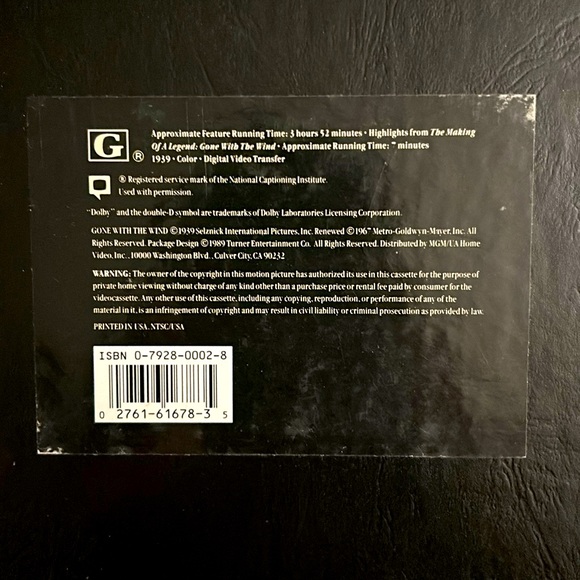 G ® Approximate Feature Running Time: 3 hours 52 minutes • Highlights from The Making
Of A Legend: Gone With The Wind • Approximate Running Time: 7 minutes
1939 • Color • Digital Video Transfer
® Registered service mark of the National Captioning Institute.
Used with permission.
"Dolby" and the double-D symbol are trademarks of Dolby Laboratories Licensing Corporation.
GONE WITH THE WIND ©1939 Selznick International Pictures, Inc. Renewed ©1967 Metro-Goldwyn-Mayer, Inc. All
Rights Reserved. Package Design ©1989 Turner Entertainment Co. All Rights Reserved. Distributed by MGM/UA Home
Video, Inc., 10000 Washington Blvd., Culver City, CA 90232
WARNING: The owner of the copyright in this motion picture has authorized its use in this cassette for the purpose of
private home viewing without charge of any kind other than a purchase price or rental fee paid by consumer for the
videocassette. Any other use of this cassette, including any copying, reproduction, or performance of any of the
material in it, is an infringement of copyright and may result in civil liability or criminal prosecution as provided by law.
PRINTED IN USA. NTSC/USA
ISBN 0-7928-0002-8
0 2761-61678-3 5